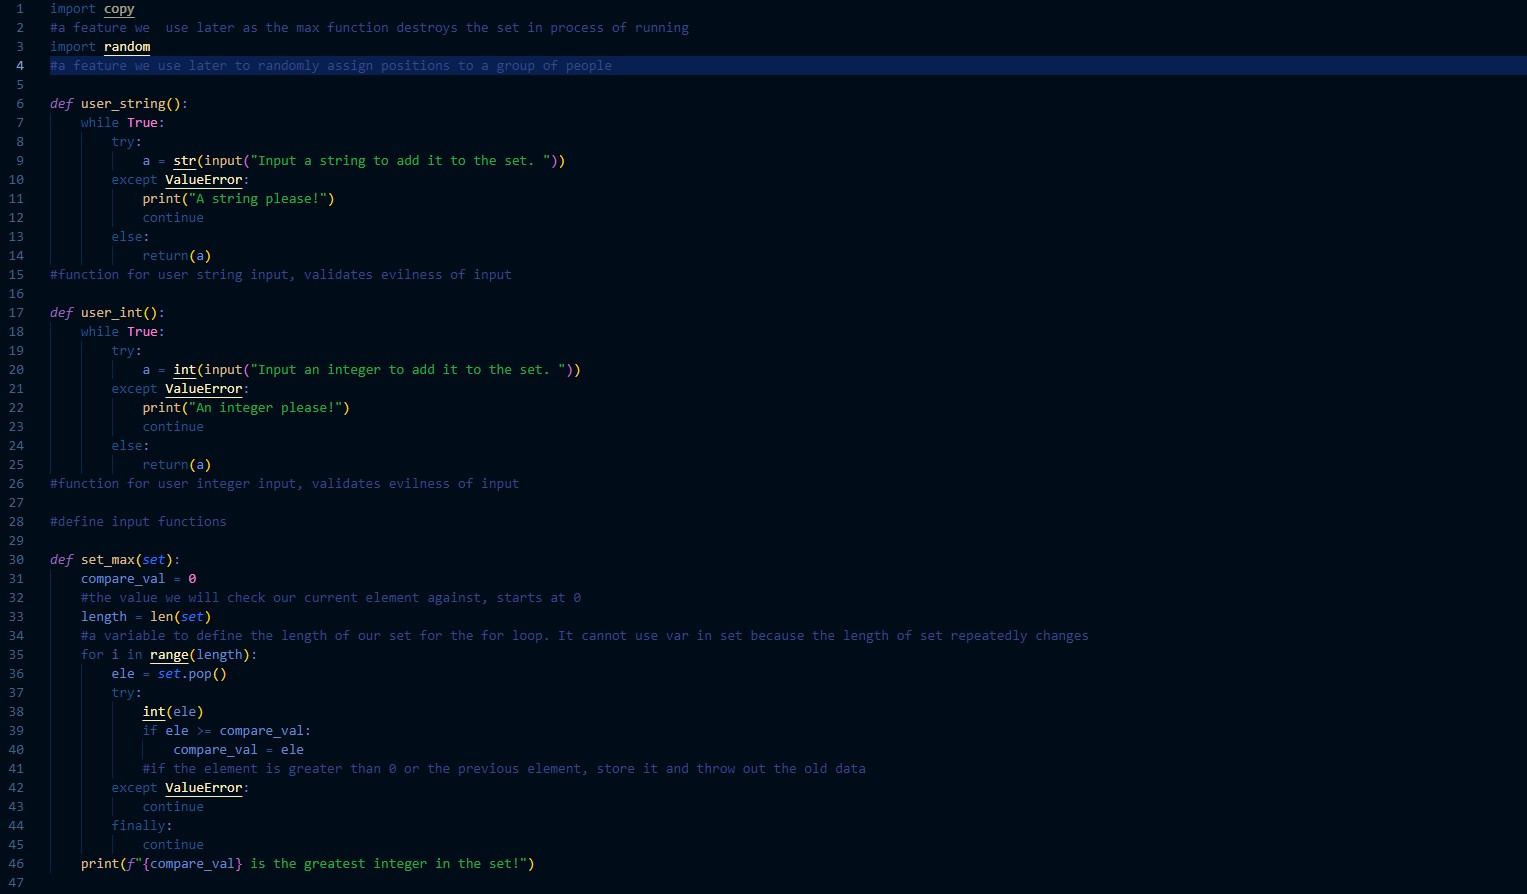 1 import copy
2 #a feature we  use later as the max function destroys the set in process of running
3 import random
4 #a feature we use later to randomly assign positions to a group of people
5
6 def user_string():
7     while True:
8         try:
9             a = str(input("Input a string to add it to the set. "))
10         except ValueError:
11             print("A string please!")
12             continue
13         else:
14             return(a)
15 #function for user string input, validates evilness of input
16
17 def user_int():
18     while True:
19         try:
20             a = int(input("Input an integer to add it to the set. "))
21         except ValueError:
22             print("An integer please!")
23             continue
24         else:
25             return(a)
26 #function for user integer input, validates evilness of input
27
28 #define input functions
29
30 def set_max(set):
31     compare_val = 0
32     #the value we will check our current element against, starts at 0
33     length = len(set)
34     #a variable to define the length of our set for the for loop. It cannot use var in set because the length of set repeatedly changes
35     for i in range(length):
36         ele = set.pop()
37         try:
38             int(ele)
39             if ele >= compare_val:
40                 compare_val = ele
41             #if the element is greater than 0 or the previous element, store it and throw out the old data
42         except ValueError:
43             continue
44         finally:
45             continue
46     print(f"{compare_val} is the greatest integer in the set!")
47